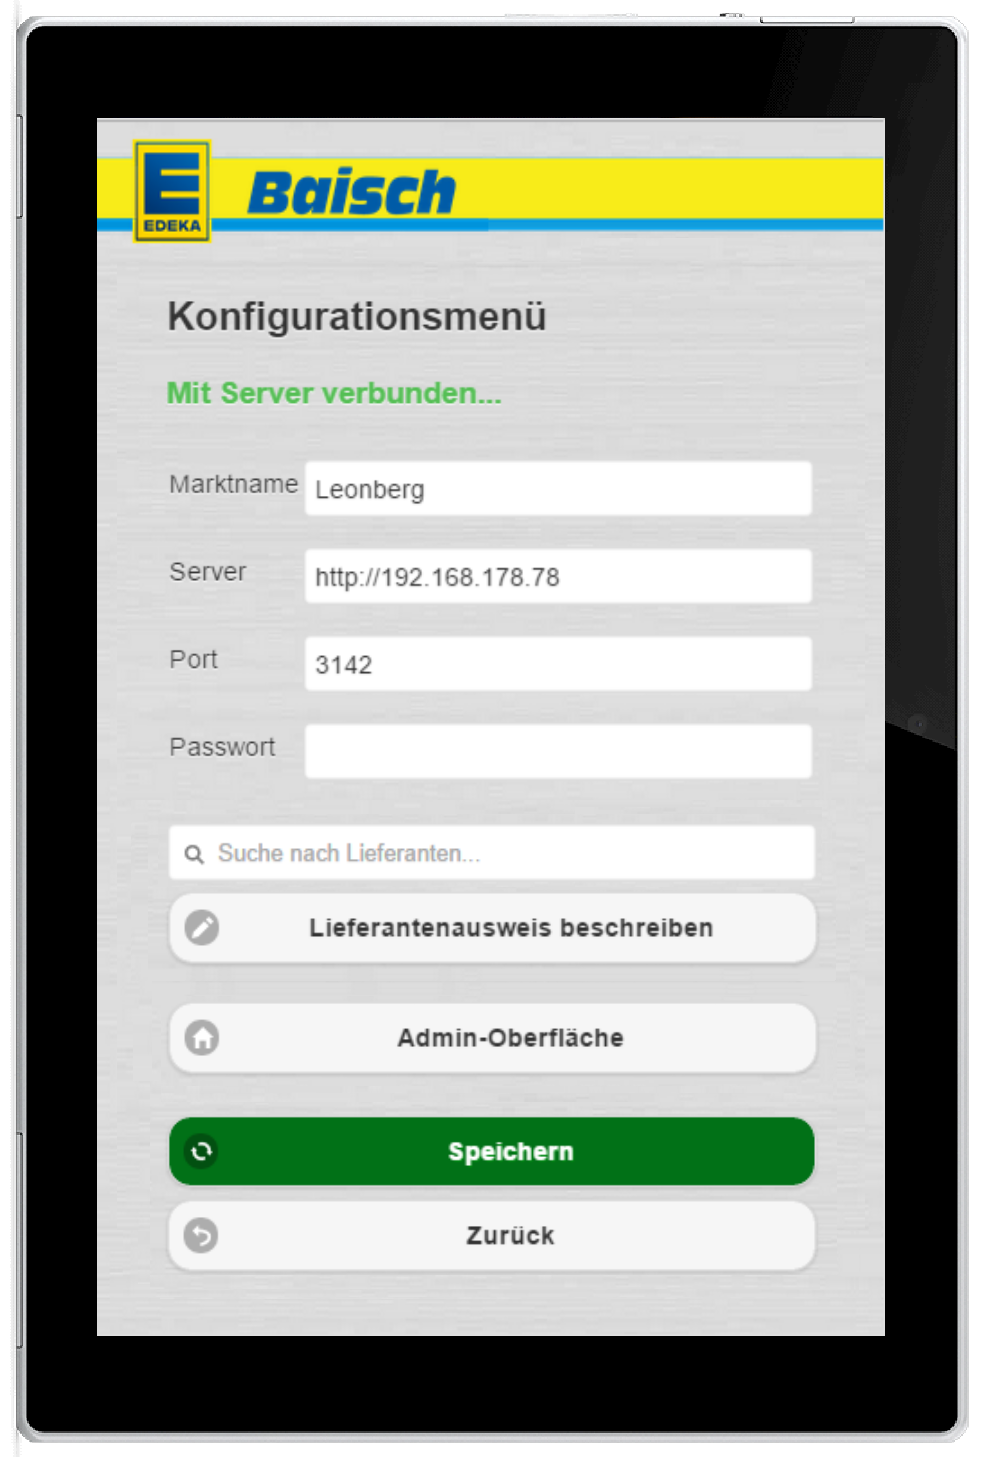 EDEKA
Baisch
Konfigurationsmenü
Mit Server verbunden...
Marktname Leonberg
Server http://192.168.178.78
Port 3142
Passwort
Suche nach Lieferanten...
Lieferantenausweis beschreiben
Admin-Oberfläche
Speichern
Zurück